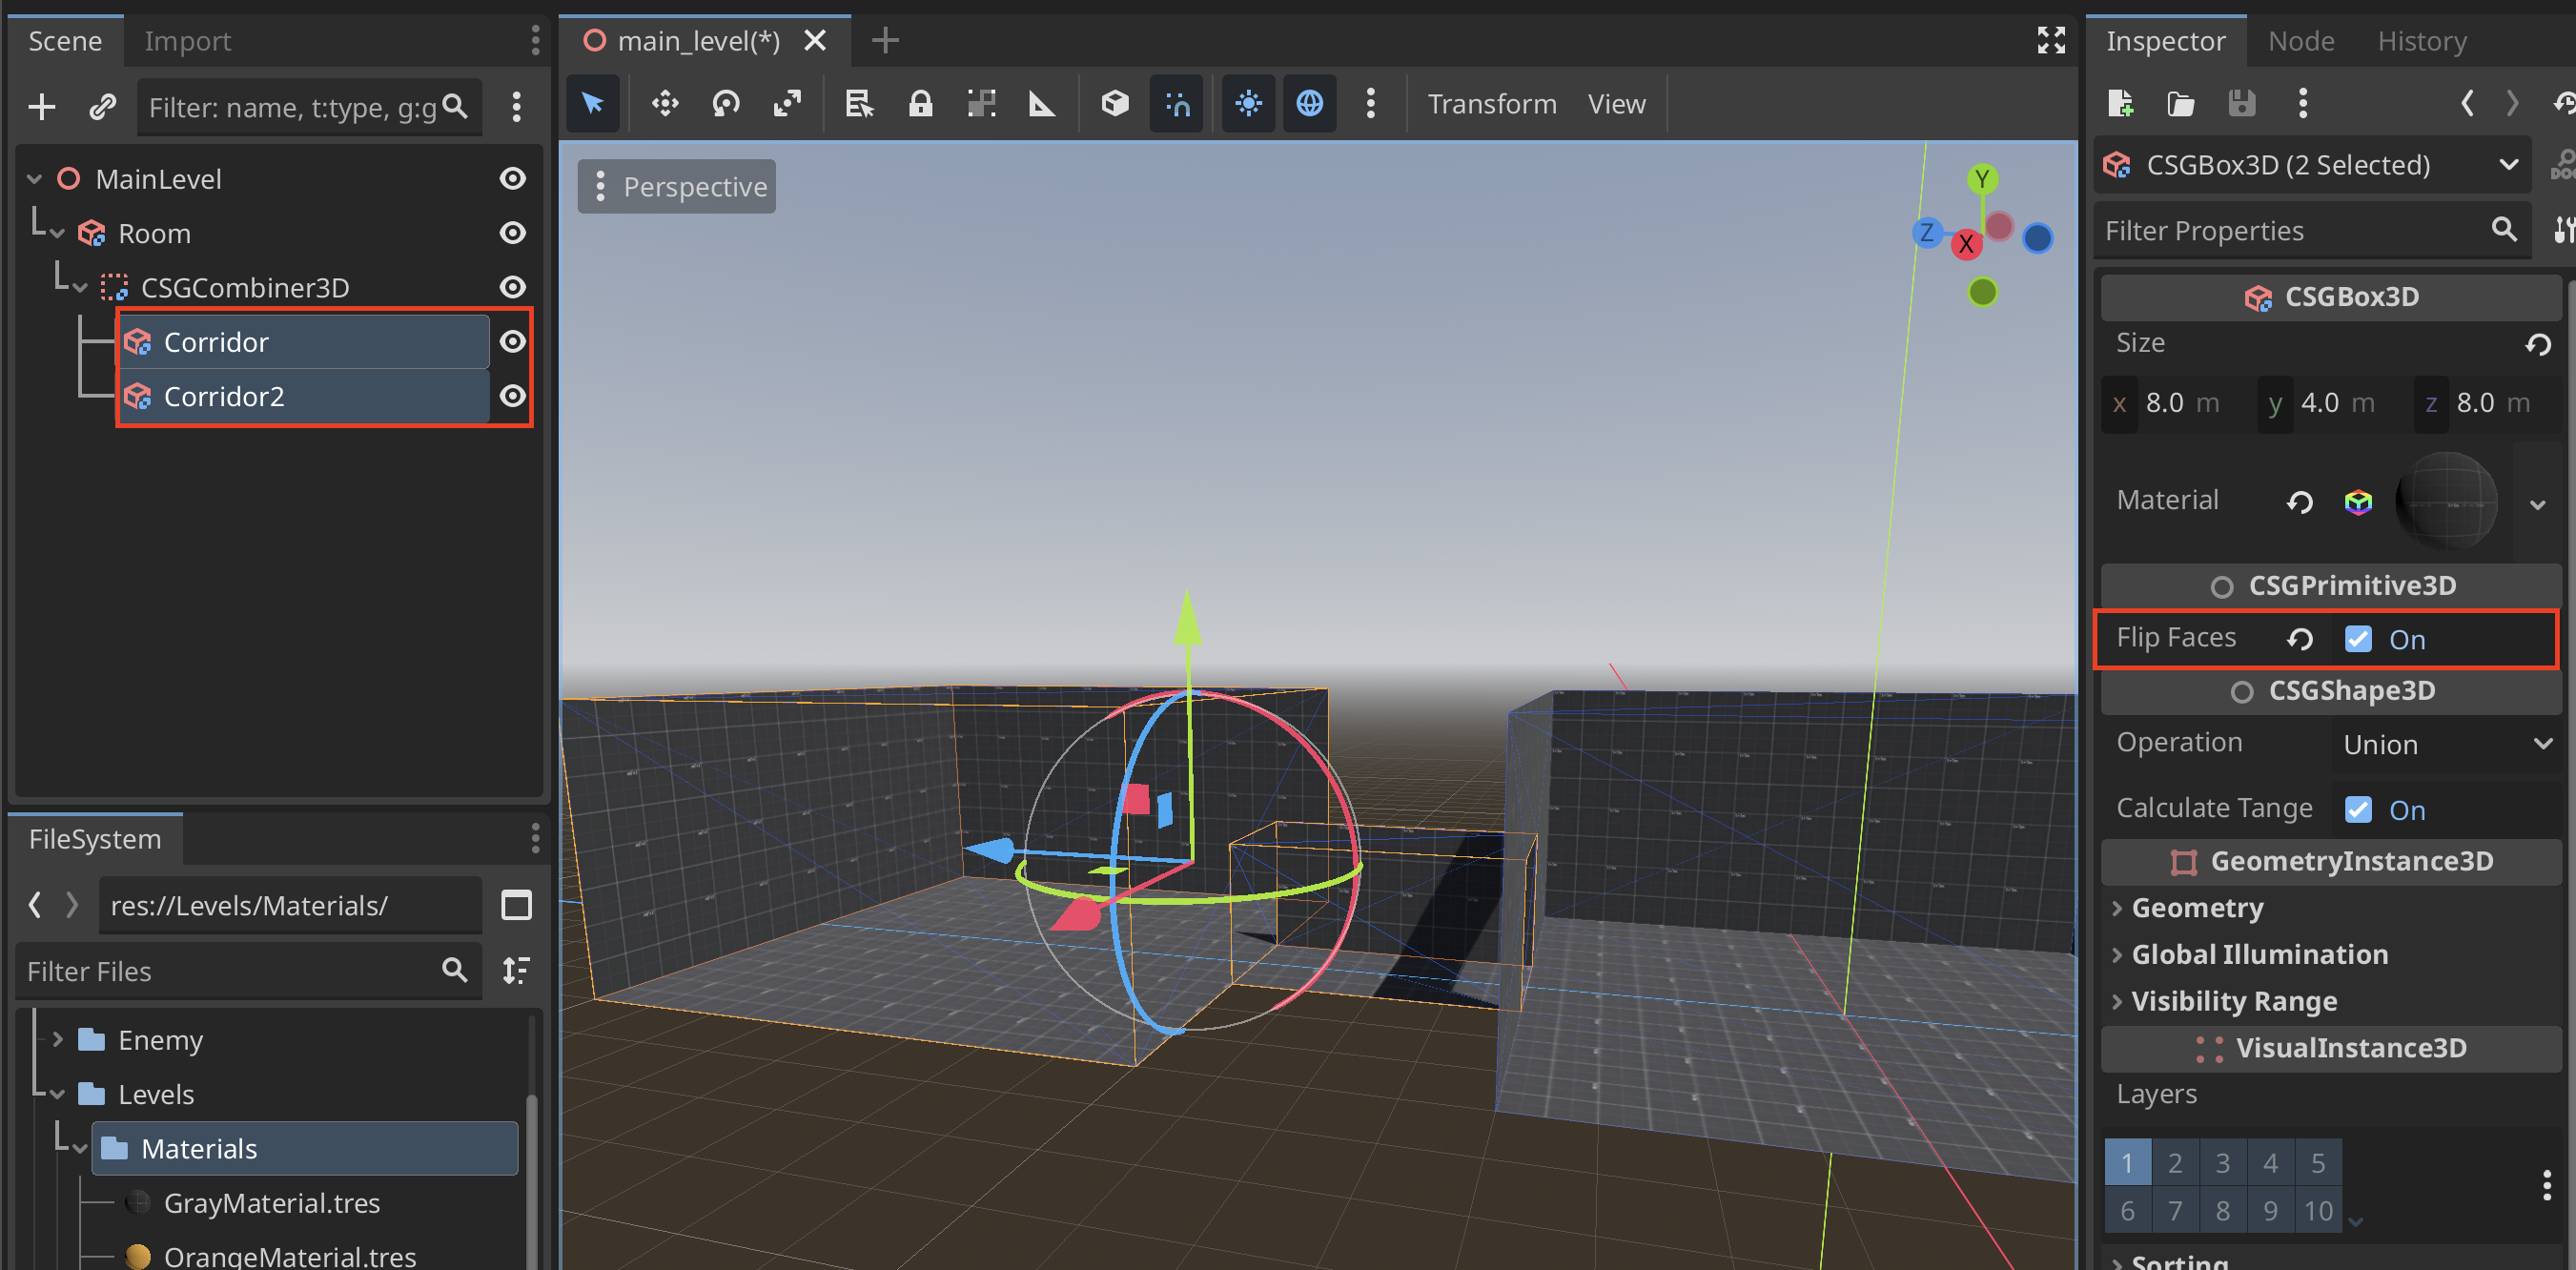 Scene
Import
Filter: name, t:type, g:g
MainLevel
Room
CSGCombiner3D
Corridor
Corridor2
FileSystem
res://Levels/Materials/
Filter Files
Enemy
Levels
Materials
GrayMaterial.tres
OrangeMaterial.tres
main_level(*)
Transform
View
Perspective
Y
Z
X
Inspector
Node
History
CSGBox3D (2 Selected)
DOC
Filter Properties
CSGBox3D
Size
x 8.0 m y 4.0 m z 8.0 m
Material
CSGPrimitive3D
Flip Faces On
CSGShape3D
Operation Union
Calculate Tange On
GeometryInstance3D
Geometry
Global Illumination
Visibility Range
VisualInstance3D
Layers
1 2 3 4 5
6 7 8 9 10
Sorting